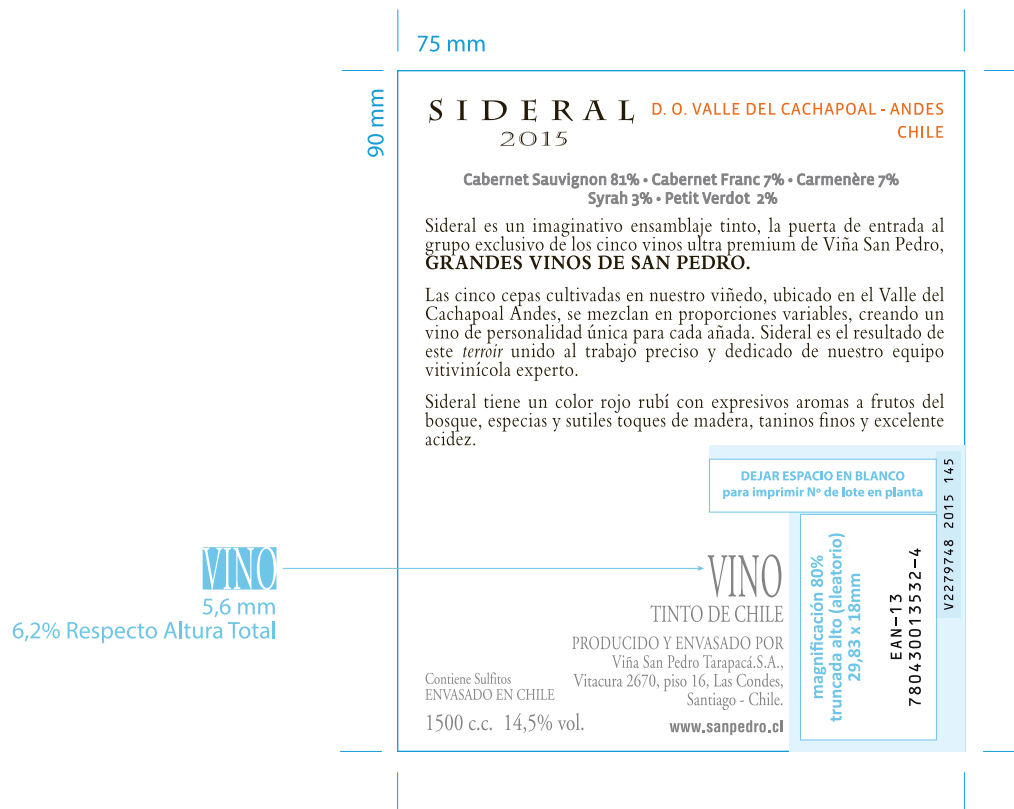 75 mm
90 mm
SIDERAL
2015
D. O. VALLE DEL CACHAPOAL - ANDES
CHILE
Cabernet Sauvignon 81% • Cabernet Franc 7% • Carmenère 7%
Syrah 3% • Petit Verdot 2%
Sideral es un imaginativo ensamblaje tinto, la puerta de entrada al
grupo exclusivo de los cinco vinos ultra premium de Viña San Pedro,
GRANDES VINOS DE SAN PEDRO.
Las cinco cepas cultivadas en nuestro viñedo, ubicado en el Valle del
Cachapoal Andes, se mezclan en proporciones variables, creando un
vino de personalidad única para cada añada. Sideral es el resultado de
este terroir unido al trabajo preciso y dedicado de nuestro equipo
vitivinícola experto.
Sideral tiene un color rojo rubí con expresivos aromas a frutos del
bosque, especias y sutiles toques de madera, taninos finos y excelente
acidez.
DEJAR ESPACIO EN BLANCO
para imprimir Nº de lote en planta
V2279748 2015 145
VINO
5,6 mm
6,2% Respecto Altura Total
VINO
TINTO DE CHILE
PRODUCIDO Y ENVASADO POR
Viña San Pedro Tarapacá.S.A.,
Vitacura 2670, piso 16, Las Condes,
Santiago - Chile.
www.sanpedro.cl
Contiene Sulfitos
ENVASADO EN CHILE
1500 c.c. 14,5% vol.
magnificación 80%
truncada alto (aleatorio)
29,83 x 18mm
EAN-13
780430013532-4